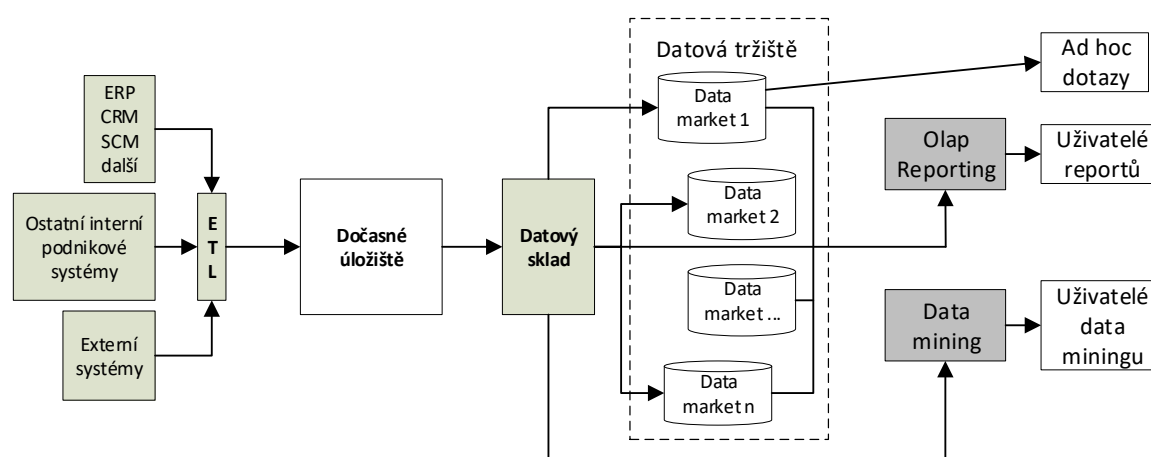 ERP
CRM
SCM
další
Ostatní interní
podnikové
systémy
Externí
systémy
E
T
L
Dočasné
úložiště
Datový
sklad
Datová tržiště
Data
market 1
Data
market 2
Data
market ...
Data
market n
Ad hoc
dotazy
Olap
Reporting
Uživatelé
reportů
Data
mining
Uživatelé
data
miningu